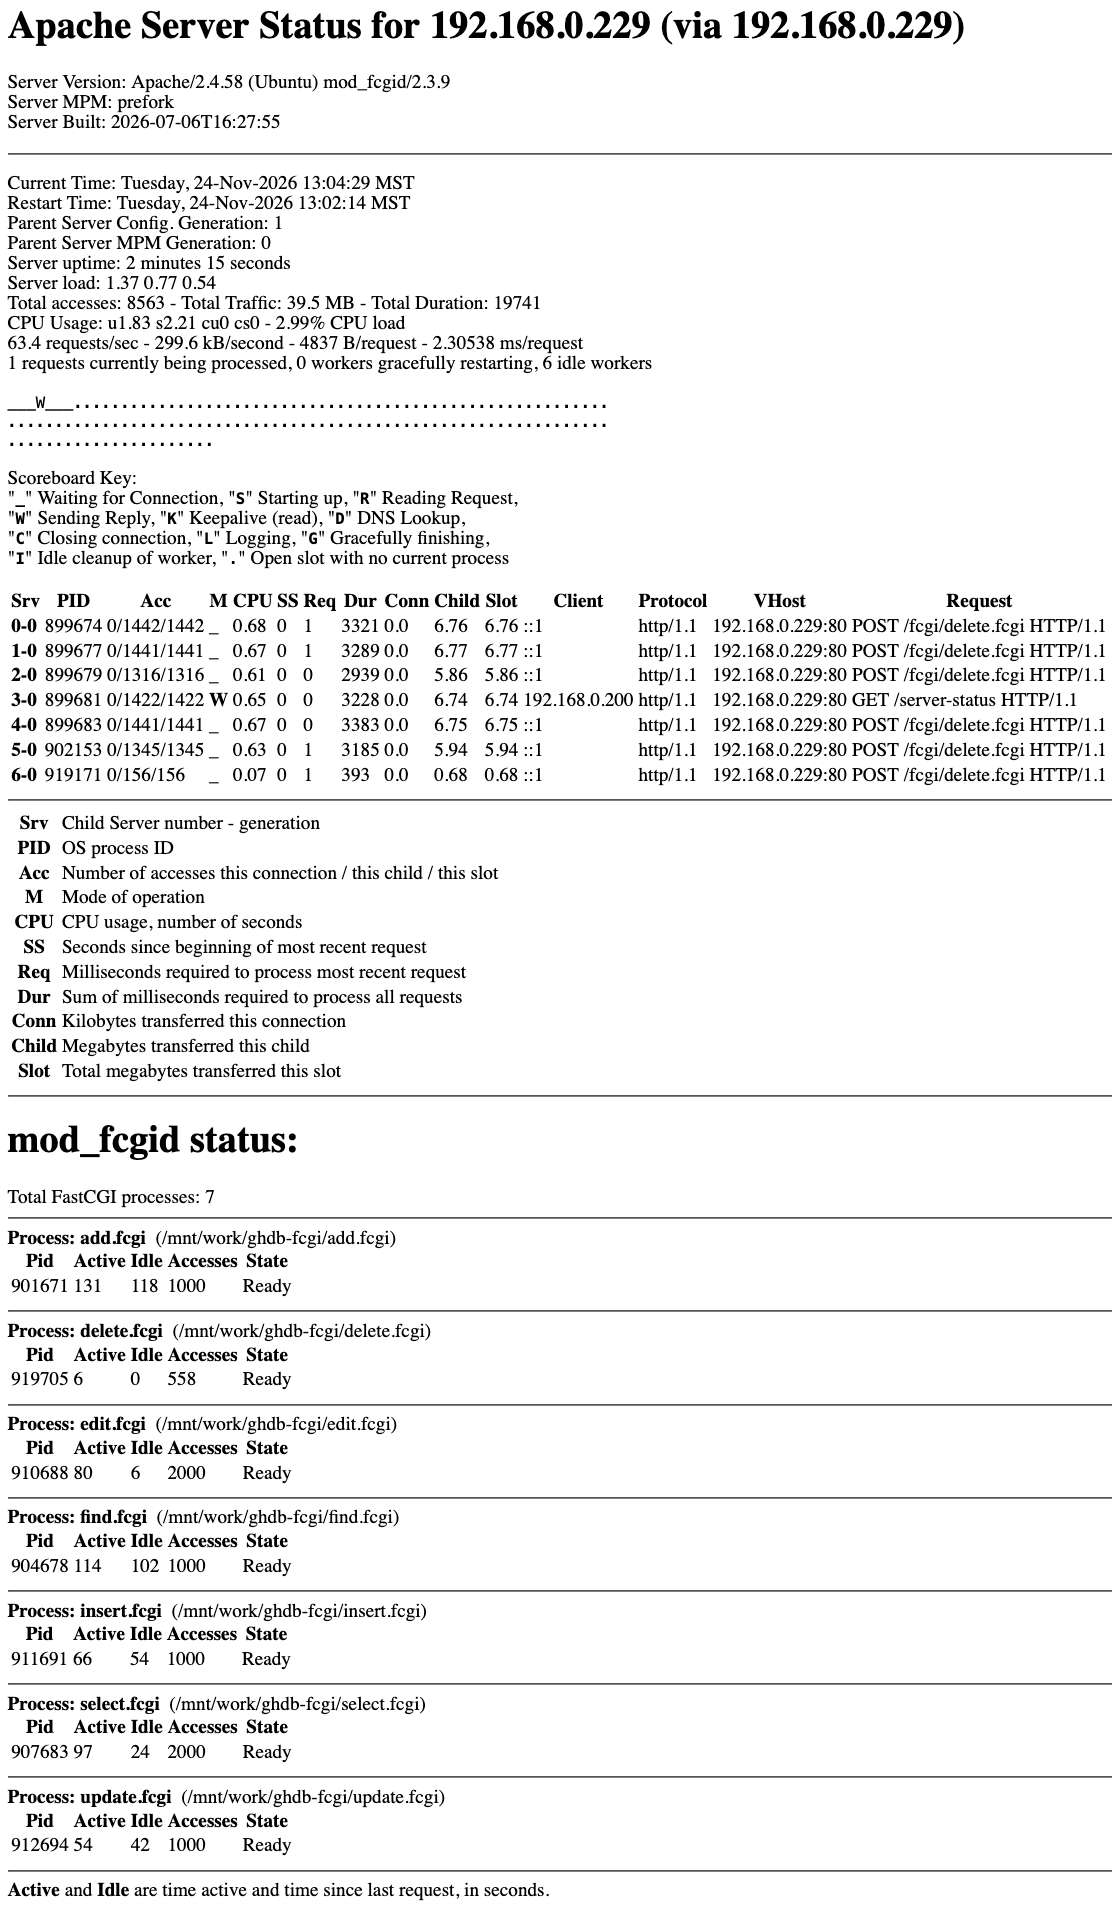 Apache Server Status for 192.168.0.229 (via 192.168.0.229)
Server Version: Apache/2.4.58 (Ubuntu) mod_fcgid/2.3.9
Server MPM: prefork
Server Built: 2026-07-06T16:27:55
Current Time: Tuesday, 24-Nov-2026 13:04:29 MST
Restart Time: Tuesday, 24-Nov-2026 13:02:14 MST
Parent Server Config. Generation: 1
Parent Server MPM Generation: 0
Server uptime: 2 minutes 15 seconds
Server load: 1.37 0.77 0.54
Total accesses: 8563 - Total Traffic: 39.5 MB - Total Duration: 19741
CPU Usage: u1.83 s2.21 cu0 cs0 - 2.99% CPU load
63.4 requests/sec - 299.6 kB/second - 4837 B/request - 2.30538 ms/request
1 requests currently being processed, 0 workers gracefully restarting, 6 idle workers
___W___.........................................................
................................................................
......................
Scoreboard Key:
"_" Waiting for Connection, "S" Starting up, "R" Reading Request,
"W" Sending Reply, "K" Keepalive (read), "D" DNS Lookup,
"C" Closing connection, "L" Logging, "G" Gracefully finishing,
"I" Idle cleanup of worker, "." Open slot with no current process
Srv PID Acc M CPU SS Req Dur Conn Child Slot Client Protocol VHost Request
0-0 899674 0/1442/1442 _ 0.68 0 1 3321 0.0 6.76 6.76 ::1 http/1.1 192.168.0.229:80 POST /fcgi/delete.fcgi HTTP/1.1
1-0 899677 0/1441/1441 _ 0.67 0 1 3289 0.0 6.77 6.77 ::1 http/1.1 192.168.0.229:80 POST /fcgi/delete.fcgi HTTP/1.1
2-0 899679 0/1316/1316 _ 0.61 0 0 2939 0.0 5.86 5.86 ::1 http/1.1 192.168.0.229:80 POST /fcgi/delete.fcgi HTTP/1.1
3-0 899681 0/1422/1422 W 0.65 0 0 3228 0.0 6.74 6.74 192.168.0.200 http/1.1 192.168.0.229:80 GET /server-status HTTP/1.1
4-0 899683 0/1441/1441 _ 0.67 0 0 3383 0.0 6.75 6.75 ::1 http/1.1 192.168.0.229:80 POST /fcgi/delete.fcgi HTTP/1.1
5-0 902153 0/1345/1345 _ 0.63 0 1 3185 0.0 5.94 5.94 ::1 http/1.1 192.168.0.229:80 POST /fcgi/delete.fcgi HTTP/1.1
6-0 919171 0/156/156 _ 0.07 0 1 393 0.0 0.68 0.68 ::1 http/1.1 192.168.0.229:80 POST /fcgi/delete.fcgi HTTP/1.1
Srv Child Server number - generation
PID OS process ID
Acc Number of accesses this connection / this child / this slot
M Mode of operation
CPU CPU usage, number of seconds
SS Seconds since beginning of most recent request
Req Milliseconds required to process most recent request
Dur Sum of milliseconds required to process all requests
Conn Kilobytes transferred this connection
Child Megabytes transferred this child
Slot Total megabytes transferred this slot
mod_fcgid status:
Total FastCGI processes: 7
Process: add.fcgi (/mnt/work/ghdb-fcgi/add.fcgi)
Pid Active Idle Accesses State
901671 131 118 1000 Ready
Process: delete.fcgi (/mnt/work/ghdb-fcgi/delete.fcgi)
Pid Active Idle Accesses State
919705 6 0 558 Ready
Process: edit.fcgi (/mnt/work/ghdb-fcgi/edit.fcgi)
Pid Active Idle Accesses State
910688 80 6 2000 Ready
Process: find.fcgi (/mnt/work/ghdb-fcgi/find.fcgi)
Pid Active Idle Accesses State
904678 114 102 1000 Ready
Process: insert.fcgi (/mnt/work/ghdb-fcgi/insert.fcgi)
Pid Active Idle Accesses State
911691 66 54 1000 Ready
Process: select.fcgi (/mnt/work/ghdb-fcgi/select.fcgi)
Pid Active Idle Accesses State
907683 97 24 2000 Ready
Process: update.fcgi (/mnt/work/ghdb-fcgi/update.fcgi)
Pid Active Idle Accesses State
912694 54 42 1000 Ready
Active and Idle are time active and time since last request, in seconds.